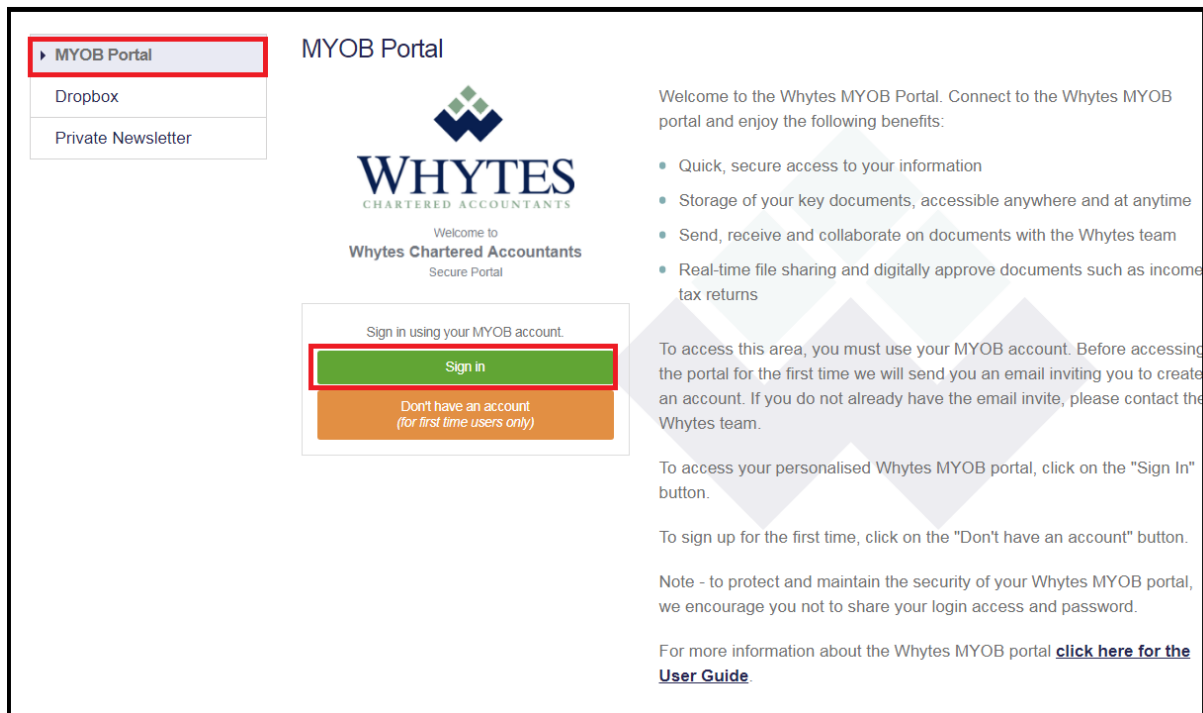 MYOB Portal
Dropbox
Private Newsletter
MYOB Portal
WHYTES
CHARTERED ACCOUNTANTS
Welcome to
Whytes Chartered Accountants
Secure Portal
Sign in using your MYOB account.
Sign in
Don't have an account
(for first time users only)
Welcome to the Whytes MYOB Portal. Connect to the Whytes MYOB
portal and enjoy the following benefits:
Quick, secure access to your information
Storage of your key documents, accessible anywhere and at anytime
Send, receive and collaborate on documents with the Whytes team
Real-time file sharing and digitally approve documents such as income
tax returns
To access this area, you must use your MYOB account. Before accessing
the portal for the first time we will send you an email inviting you to create
an account. If you do not already have the email invite, please contact the
Whytes team.
To access your personalised Whytes MYOB portal, click on the "Sign In"
button.
To sign up for the first time, click on the "Don't have an account" button.
Note - to protect and maintain the security of your Whytes MYOB portal,
we encourage you not to share your login access and password.
For more information about the Whytes MYOB portal click here for the
User Guide.